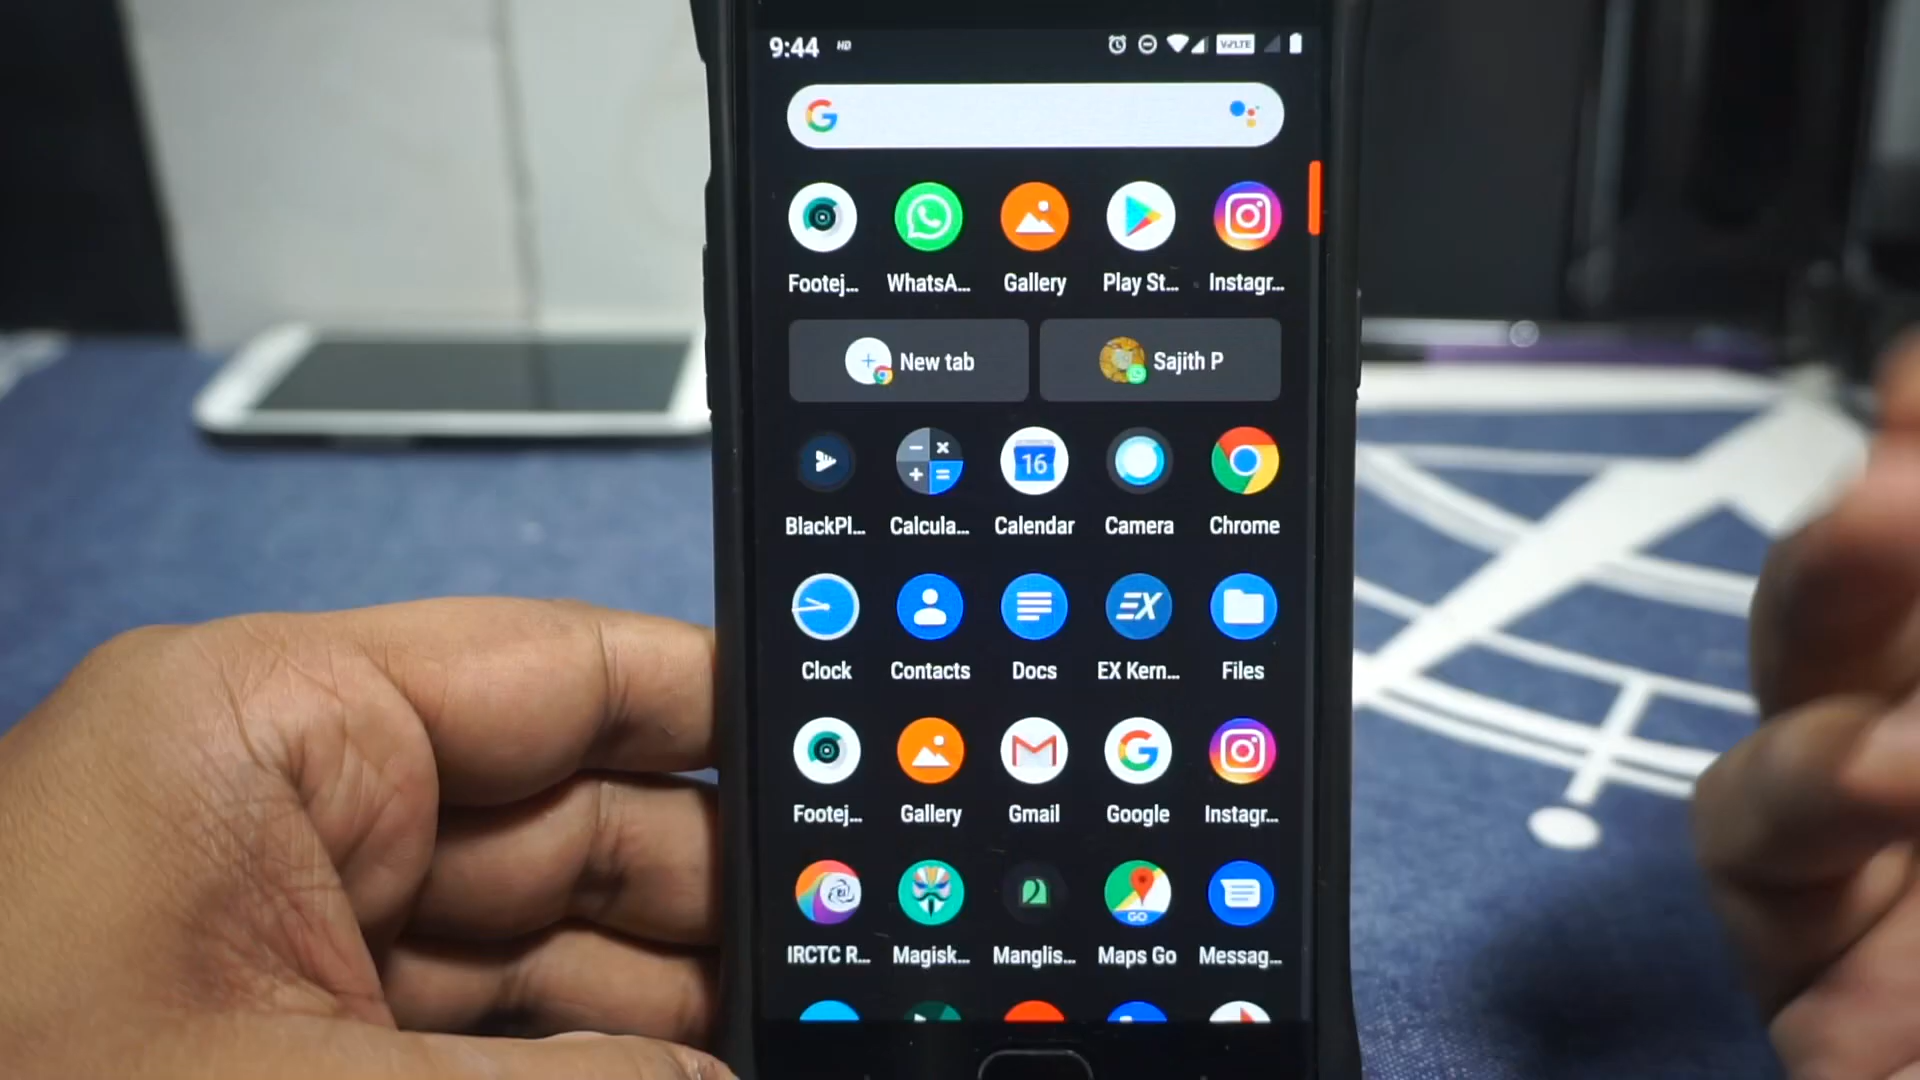 9:44 HD VoLTE
G
Footej... WhatsA... Gallery Play St... Instagr...
New tab Sajith P
16
BlackPl... Calcula... Calendar Camera Chrome
EX
Clock Contacts Docs EX Kern... Files
G
Footej... Gallery Gmail Google Instagr...
GO
IRCTC R... Magisk... Manglis... Maps Go Messag...